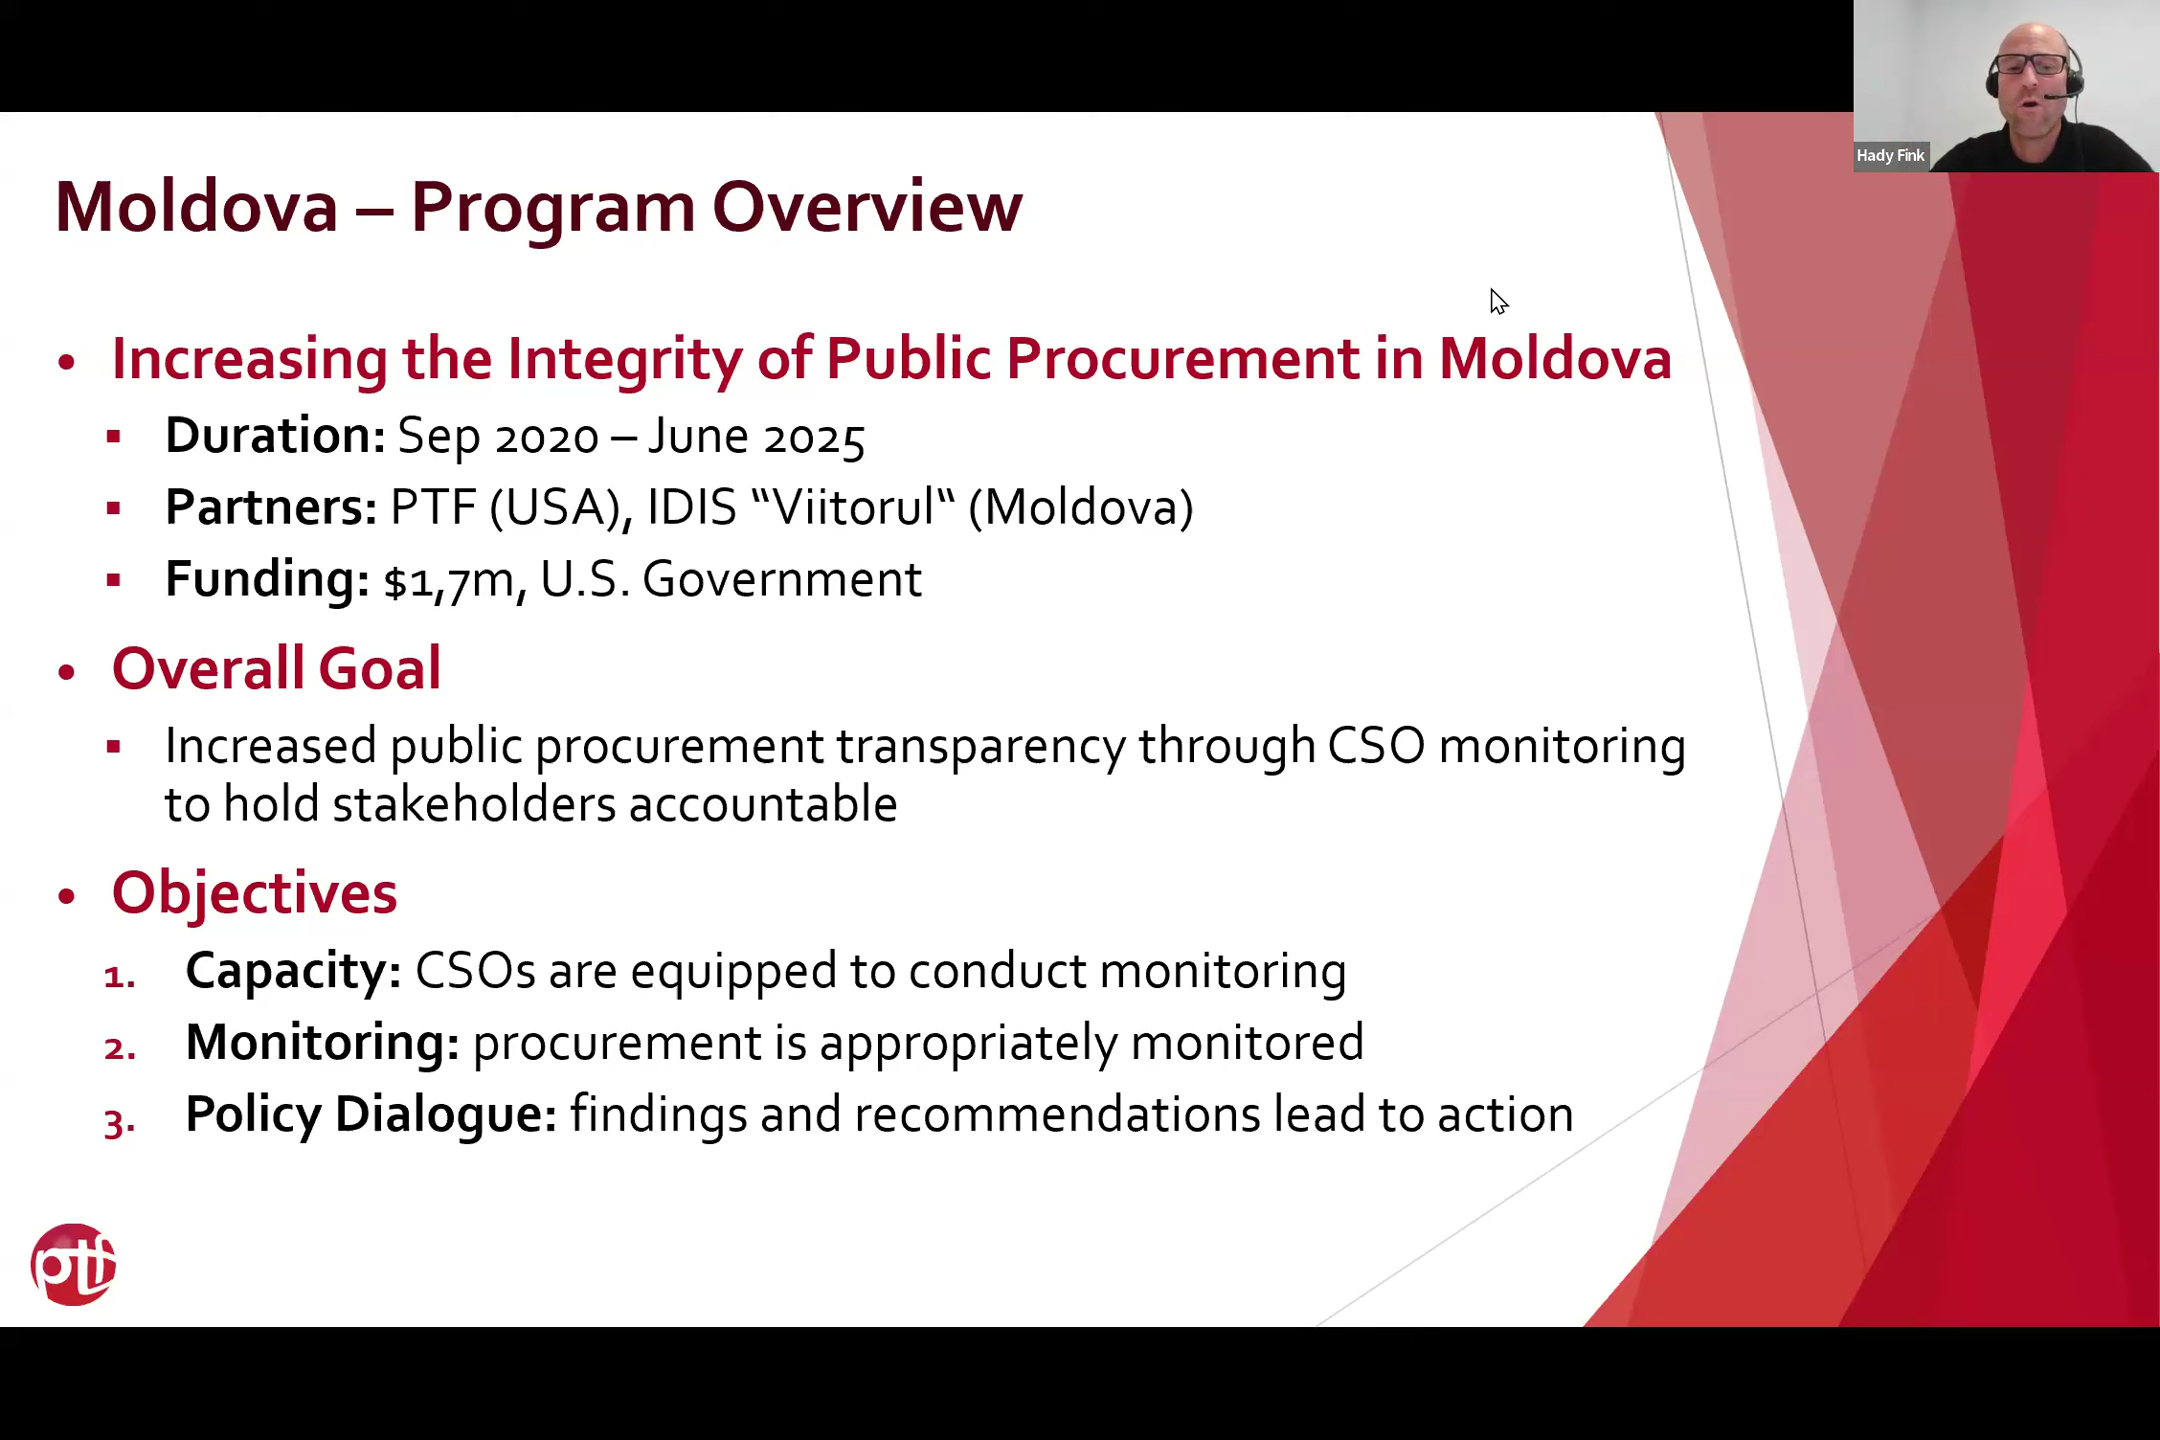 Hady Fink
Moldova – Program Overview
• Increasing the Integrity of Public Procurement in Moldova
▪ Duration: Sep 2020 – June 2025
▪ Partners: PTF (USA), IDIS “Viitorul“ (Moldova)
▪ Funding: $1,7m, U.S. Government
• Overall Goal
▪ Increased public procurement transparency through CSO monitoring
to hold stakeholders accountable
• Objectives
1. Capacity: CSOs are equipped to conduct monitoring
2. Monitoring: procurement is appropriately monitored
3. Policy Dialogue: findings and recommendations lead to action
ptf